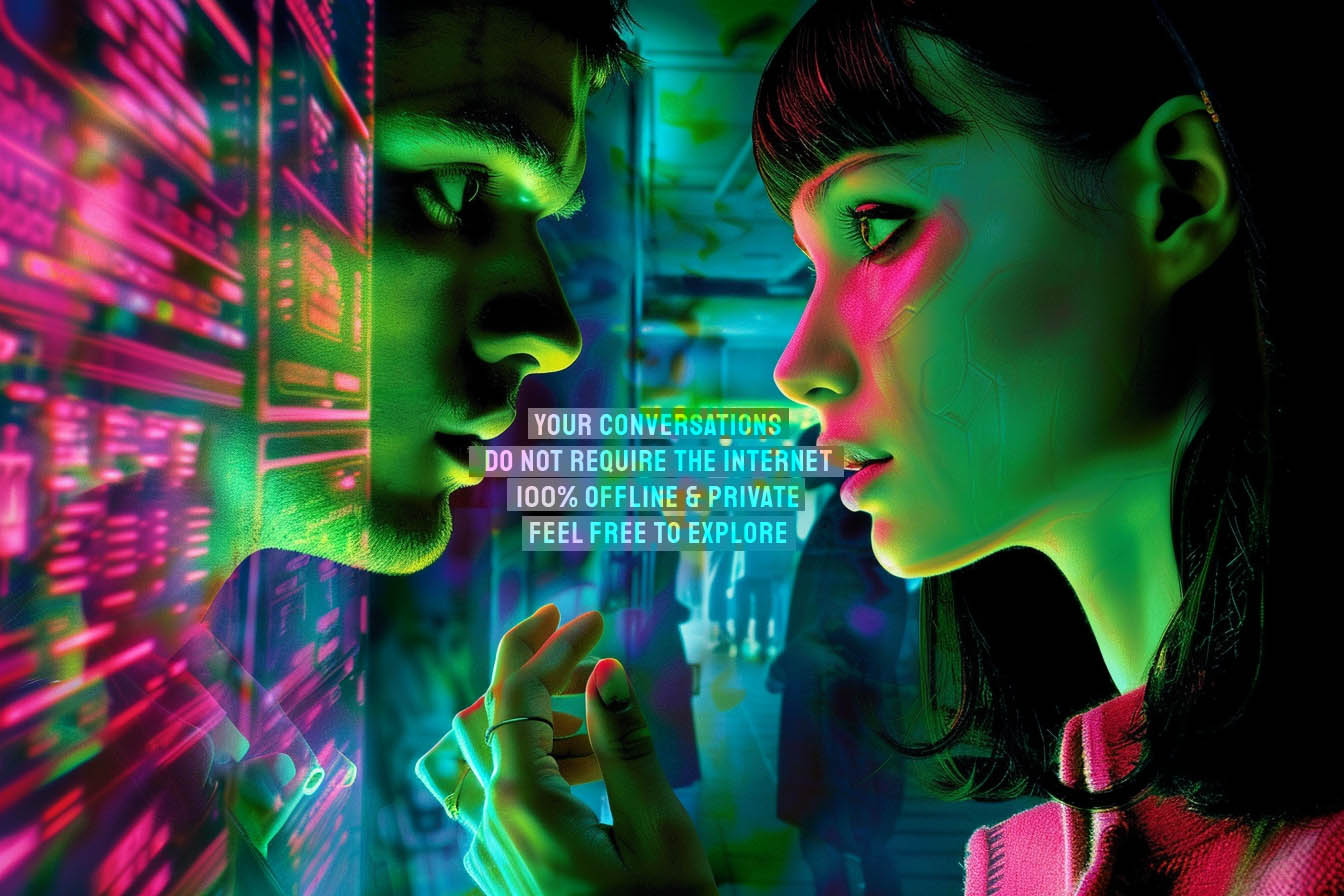 YOUR CONVERSATIONS
DO NOT REQUIRE THE INTERNET
100% OFFLINE & PRIVATE
FEEL FREE TO EXPLORE